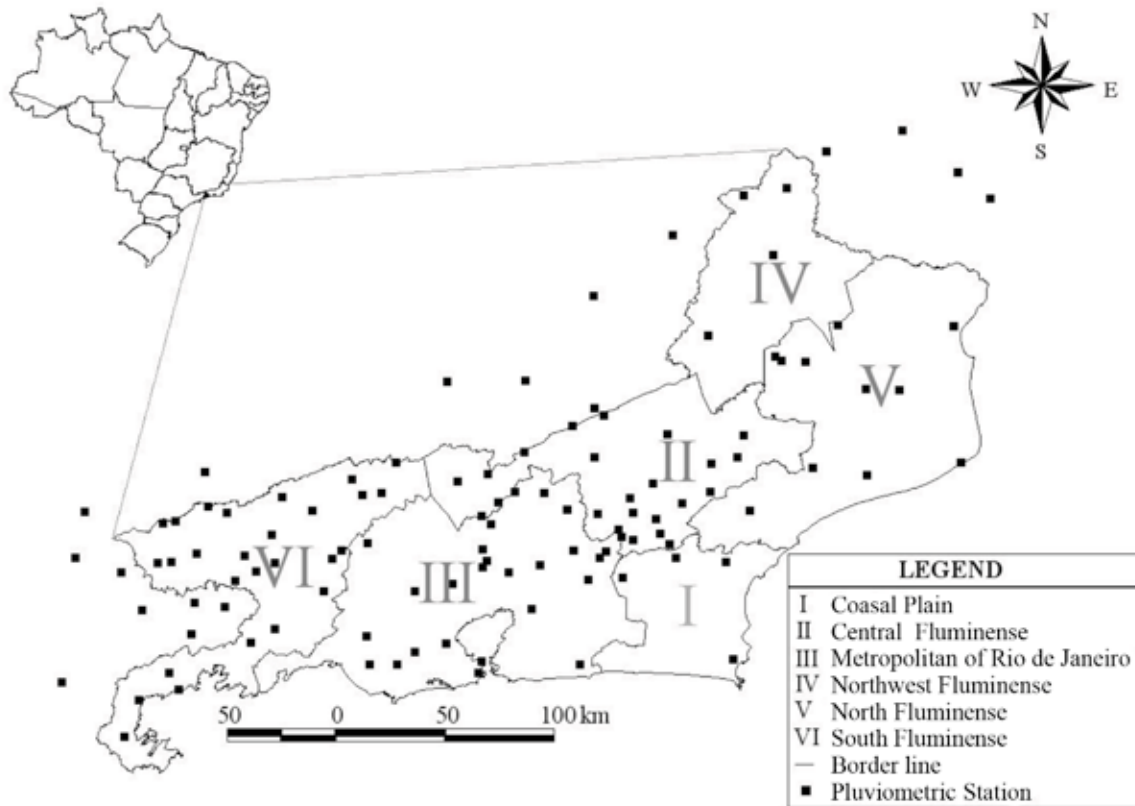 N
W E
S
IV
V
II
VI
III
I
50 0 50 100 km
LEGEND
I Coasal Plain
II Central Fluminense
III Metropolitan of Rio de Janeiro
IV Northwest Fluminense
V North Fluminense
VI South Fluminense
Border line
Pluviometric Station